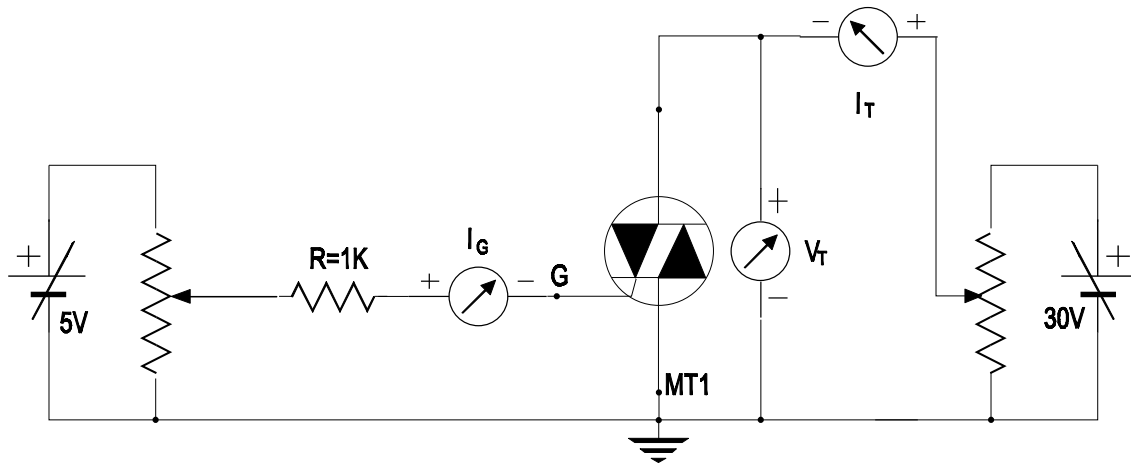 - +
I_T
+
5V
R=1K
I_G
+ -
G
+
V_T
-
MT1
+
30V